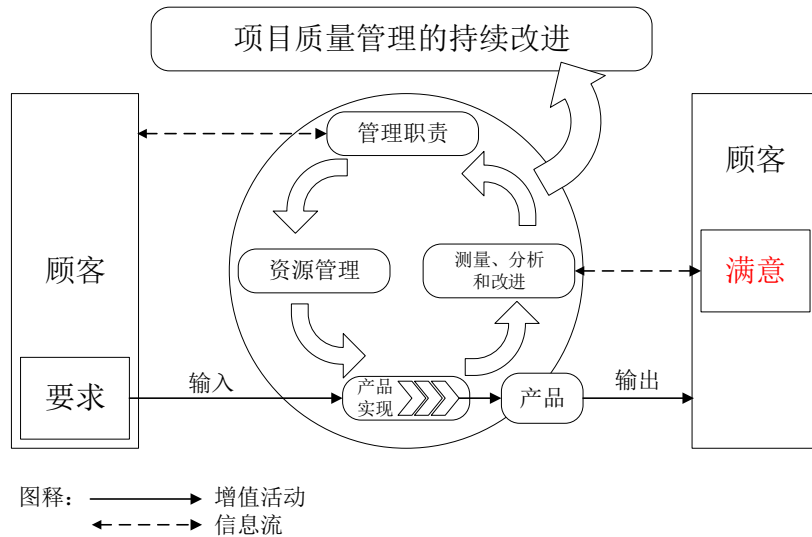 项目质量管理的持续改进
管理职责
顾客
顾客
资源管理
测量、分析
和改进
满意
要求
输入
产品
实现
产品
输出
图释：
增值活动
信息流